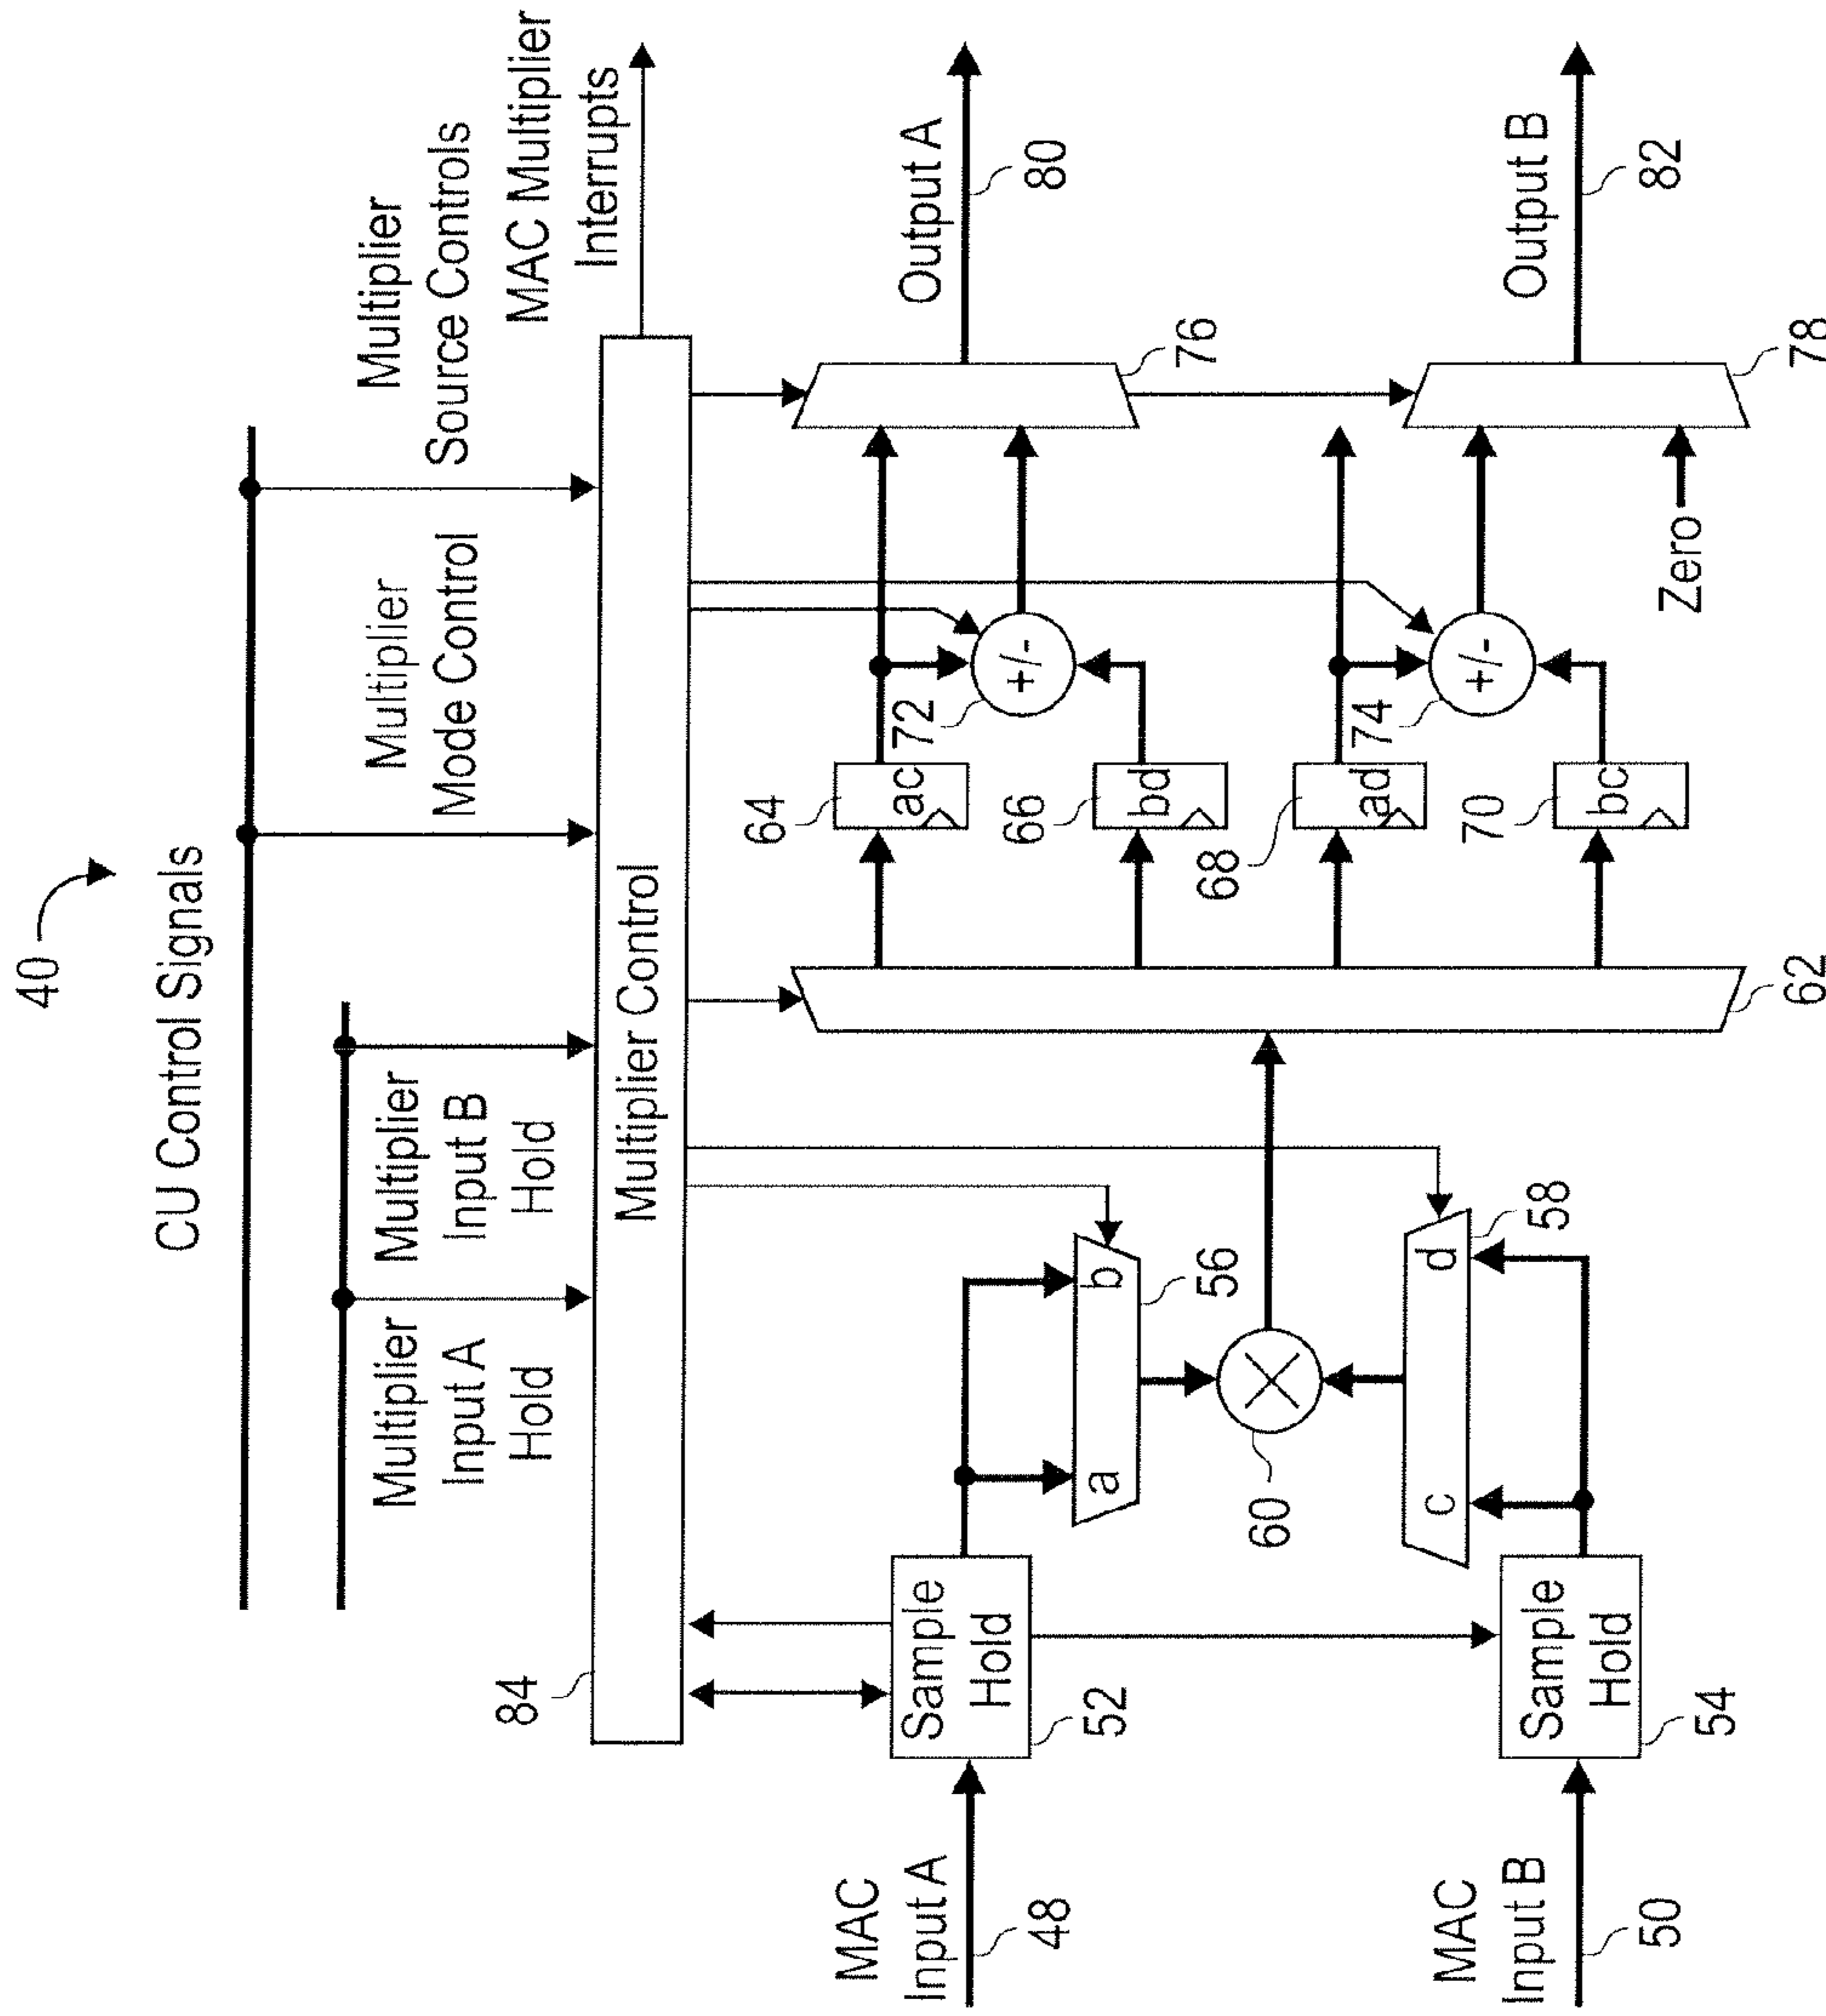 40
CU Control Signals
Multiplier
Input A
Hold
Multiplier
Input B
Hold
Multiplier
Mode Control
Multiplier
Source Controls
MAC Multiplier
Interrupts
84
Multiplier Control
MAC
Input A
48
Sample
Hold
52
a
b
56
60
c
d
58
MAC
Input B
50
Sample
Hold
54
62
64
ac
66
bd
68
ad
70
bc
72
+/-
74
+/-
Zero
76
78
Output A
80
Output B
82